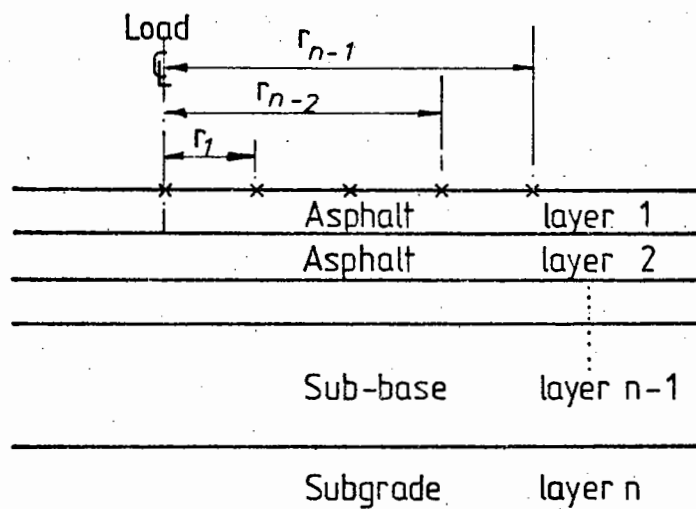 Load
℄
r_{n-1}
r_{n-2}
r_1
Asphalt layer 1
Asphalt layer 2
Sub-base layer n-1
Subgrade layer n